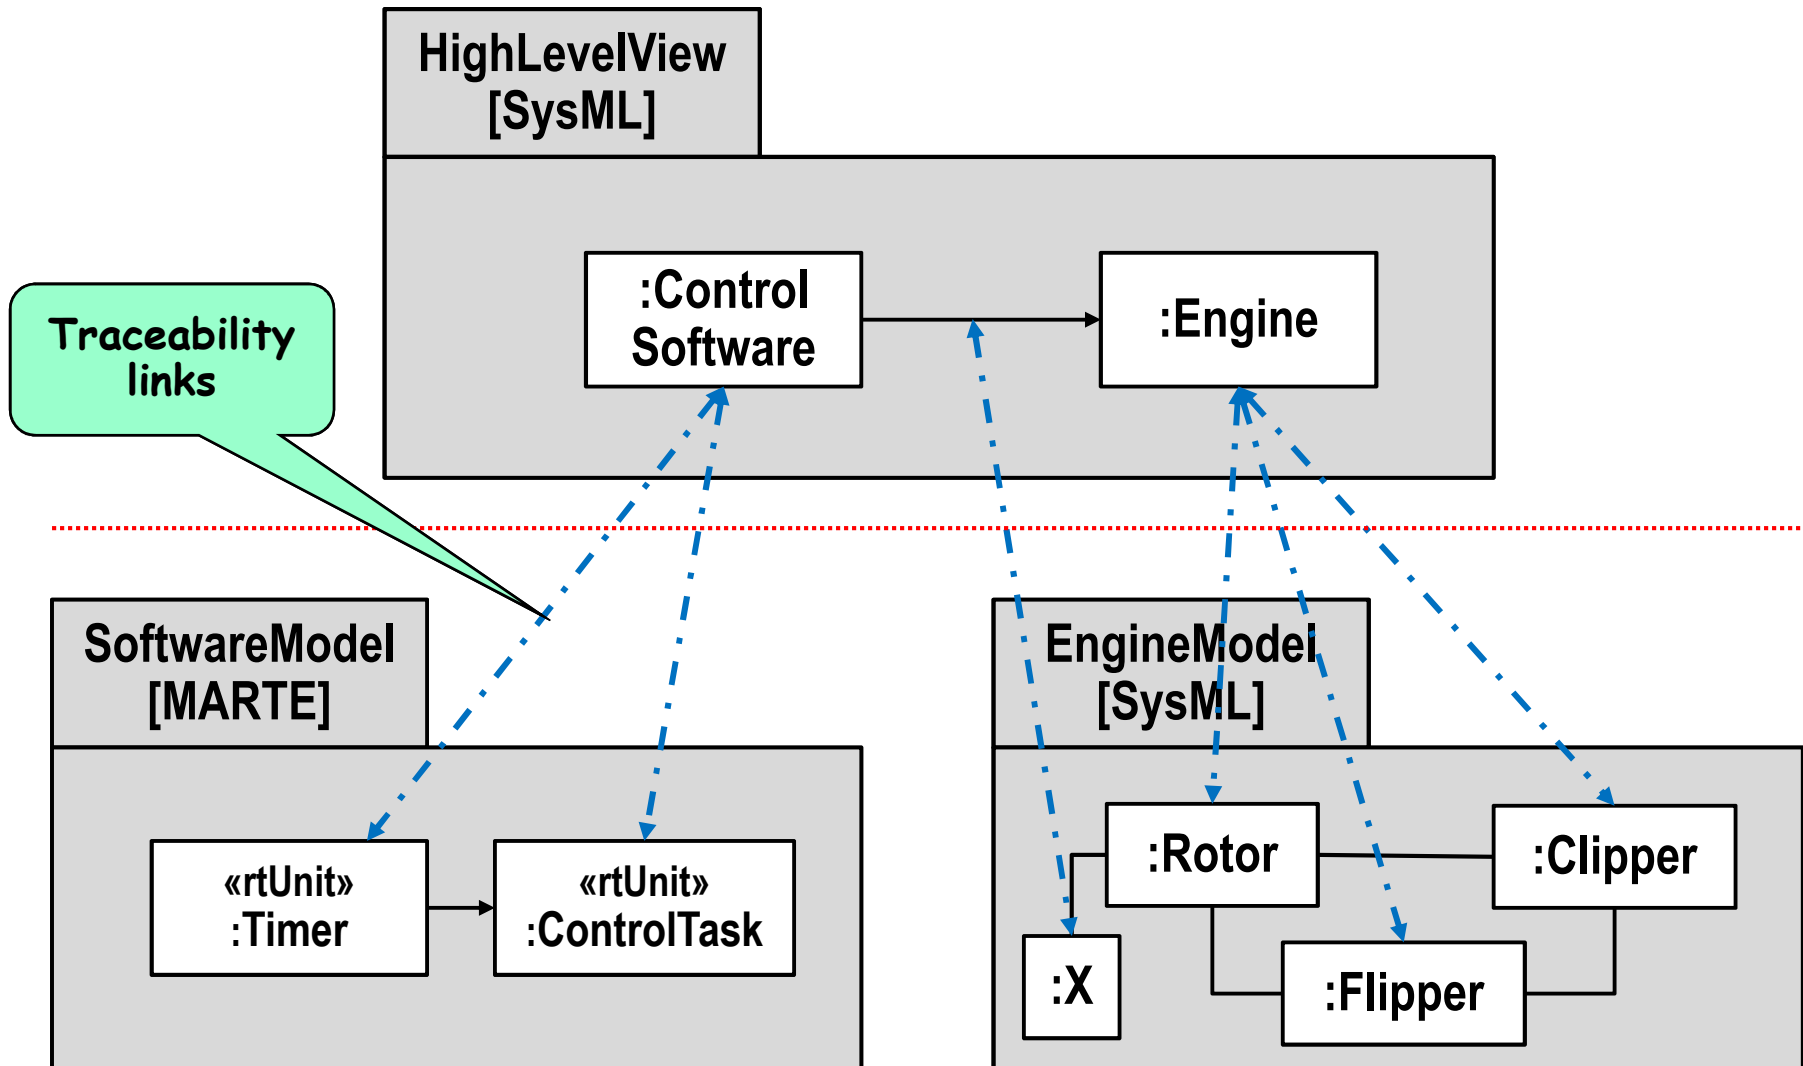 HighLevelView
[SysML]
:Control
Software
:Engine
Traceability
links
SoftwareModel
[MARTE]
«rtUnit»
:Timer
«rtUnit»
:ControlTask
EngineModel
[SysML]
:Rotor
:Clipper
:X
:Flipper